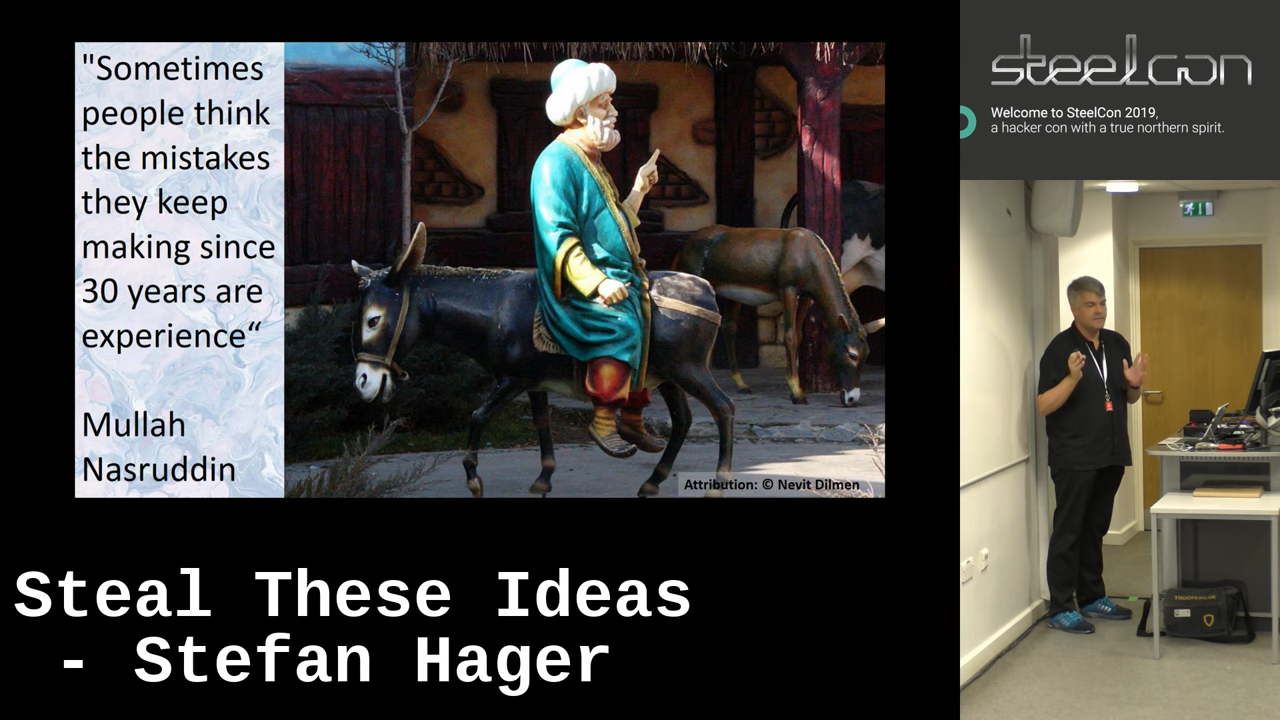 "Sometimes
people think
the mistakes
they keep
making since
30 years are
experience“
Mullah
Nasruddin
Attribution: © Nevit Dilmen
Steal These Ideas
- Stefan Hager
steelcon
Welcome to SteelCon 2019,
a hacker con with a true northern spirit.
TROOPERS